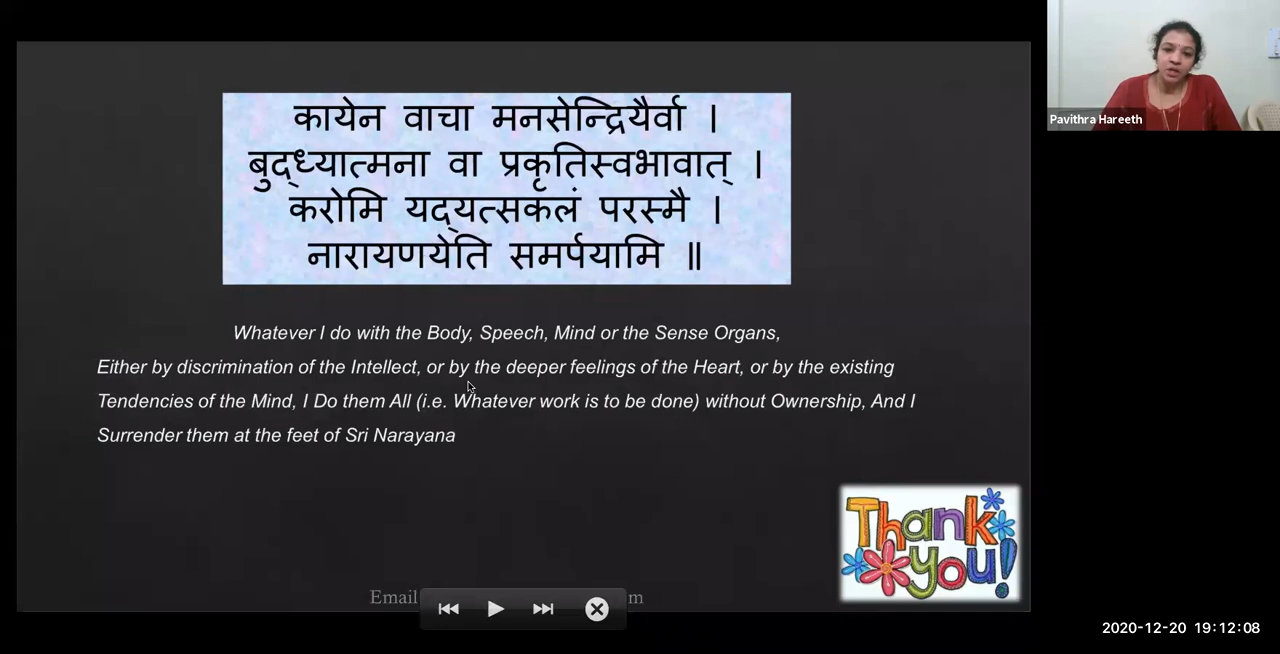 कायेन वाचा मनसेन्द्रियैर्वा ।
बुद्ध्यात्मना वा प्रकृतिस्वभावात् ।
करोमि यद्यत्सकलं परस्मै ।
नारायणयेति समर्पयामि ॥
Whatever I do with the Body, Speech, Mind or the Sense Organs,
Either by discrimination of the Intellect, or by the deeper feelings of the Heart, or by the existing
Tendencies of the Mind, I Do them All (i.e. Whatever work is to be done) without Ownership, And I
Surrender them at the feet of Sri Narayana
Thank
you!
Email
Pavithra Hareeth
2020-12-20 19:12:08